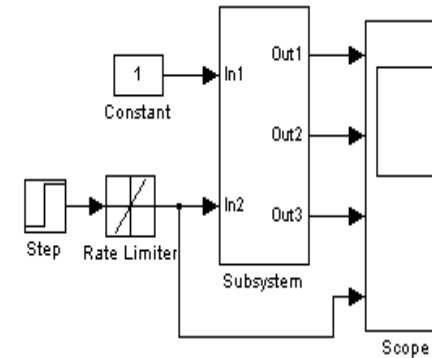 1
Constant
In1
Out1
Out2
Step
Rate Limiter
In2
Out3
Subsystem
Scope